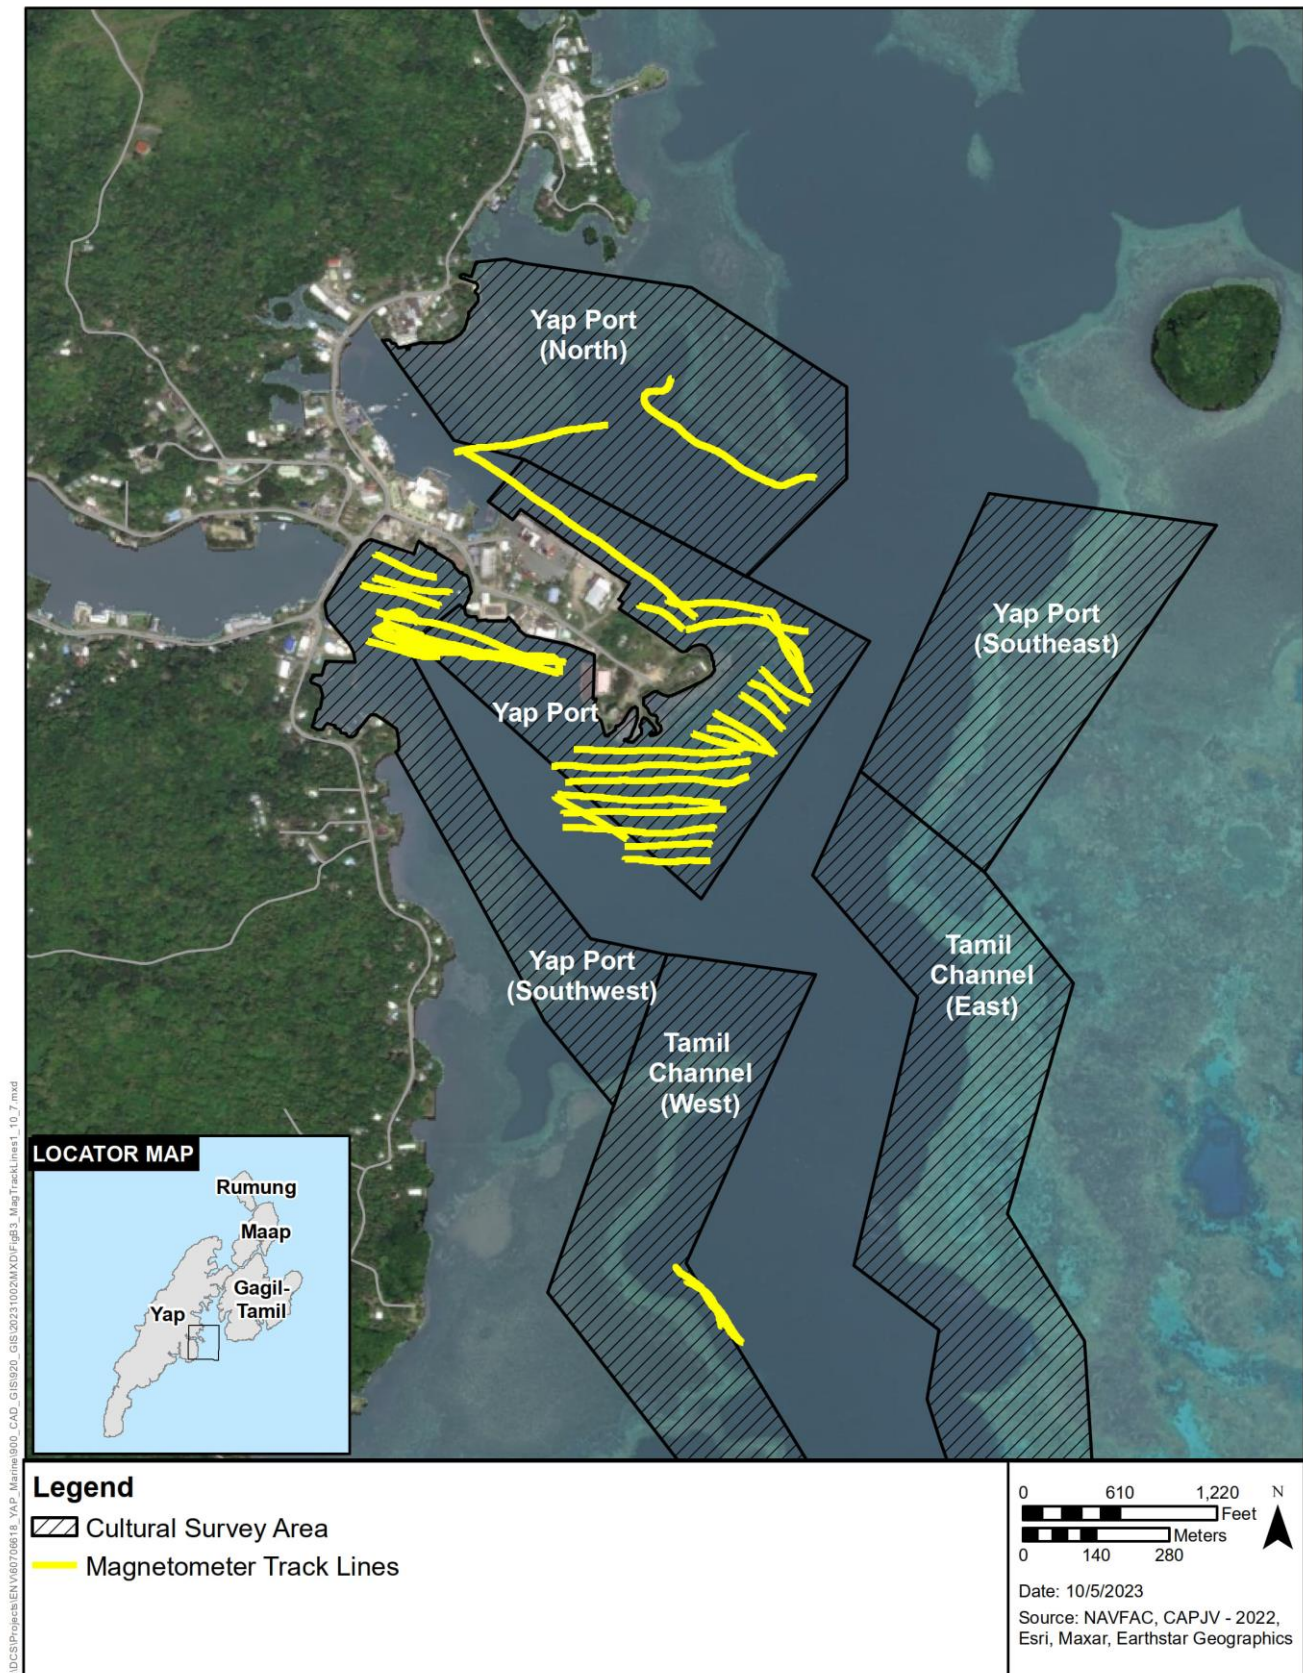 Yap Port
(North)
Yap Port
(Southeast)
Yap Port
Tamil
Channel
(East)
Yap Port
(Southwest)
Tamil
Channel
(West)
LOCATOR MAP
Rumung
Maap
Gagil-
Tamil
Yap
Legend
Cultural Survey Area
Magnetometer Track Lines
0 610 1,220
Feet
Meters
0 140 280
N
Date: 10/5/2023
Source: NAVFAC, CAPJV - 2022,
Esri, Maxar, Earthstar Geographics